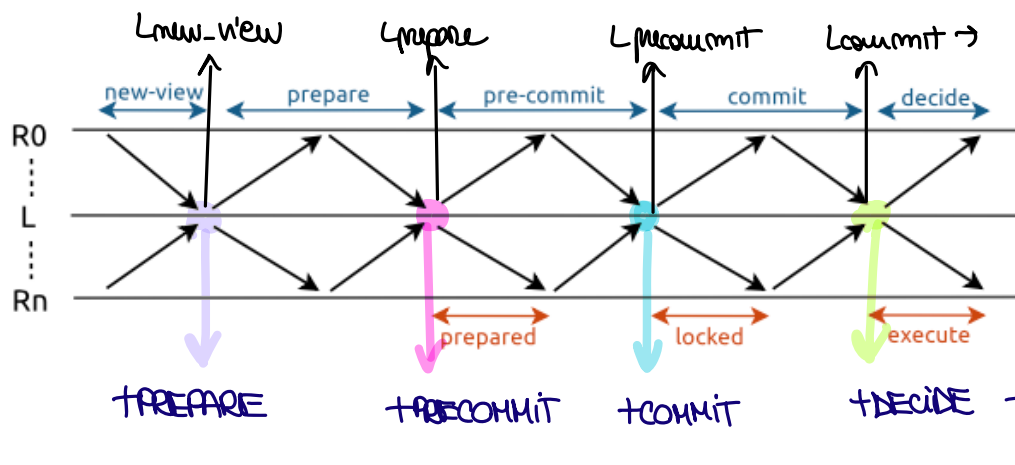 Lnew_view Lprepare Lprecommit Lcommit →
new-view prepare pre-commit commit decide
R0
L
Rn
prepared locked execute
+PREPARE +PRECOMMIT +COMMIT +DECIDE